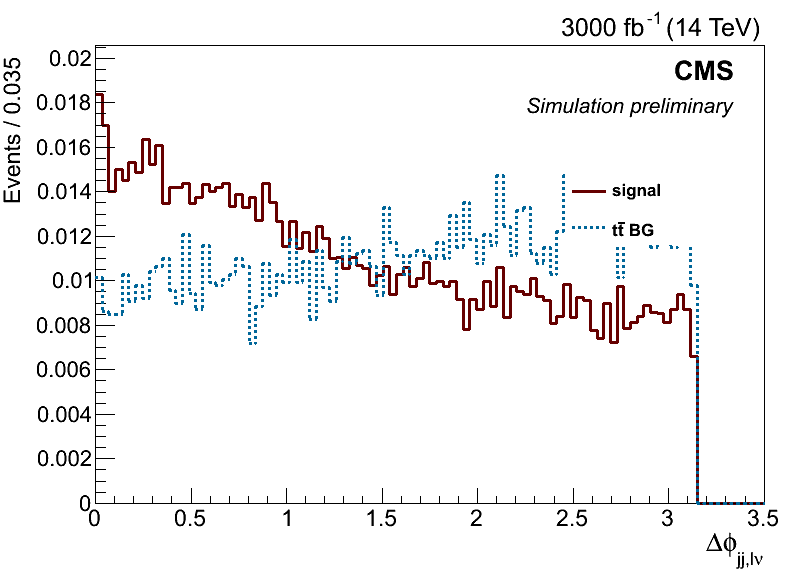 3000 fb⁻¹ (14 TeV)
CMS
Simulation preliminary
Events / 0.035
signal
tt̄ BG
0.02
0.018
0.016
0.014
0.012
0.01
0.008
0.006
0.004
0.002
0
0 0.5 1 1.5 2 2.5 3 3.5
Δϕjj,lν